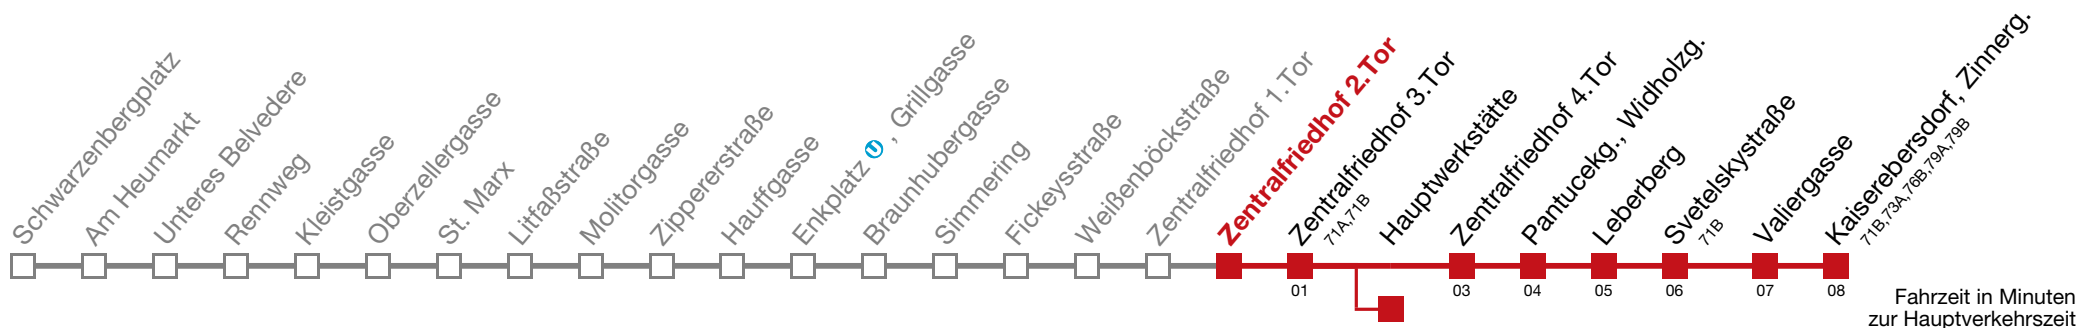 Schwarzenbergplatz
Am Heumarkt
Unteres Belvedere
Rennweg
Kleistgasse
Oberzellergasse
St. Marx
Litfaßstraße
Molitorgasse
Zippererstraße
Hauffgasse
Enkplatz U, Grillgasse
Braunhubergasse
Simmering
Fickeysstraße
Weißenböckstraße
Zentralfriedhof 1.Tor
Zentralfriedhof 2.Tor
Zentralfriedhof 3.Tor
71A,71B
Hauptwerkstätte
Zentralfriedhof 4.Tor
Pantucekg., Widholzg.
Leberberg
Svetelskystraße
71B
Valiergasse
Kaiserebersdorf, Zinnerg.
71B,73A,76B,79A,79B
01 03 04 05 06 07 08
Fahrzeit in Minuten
zur Hauptverkehrszeit